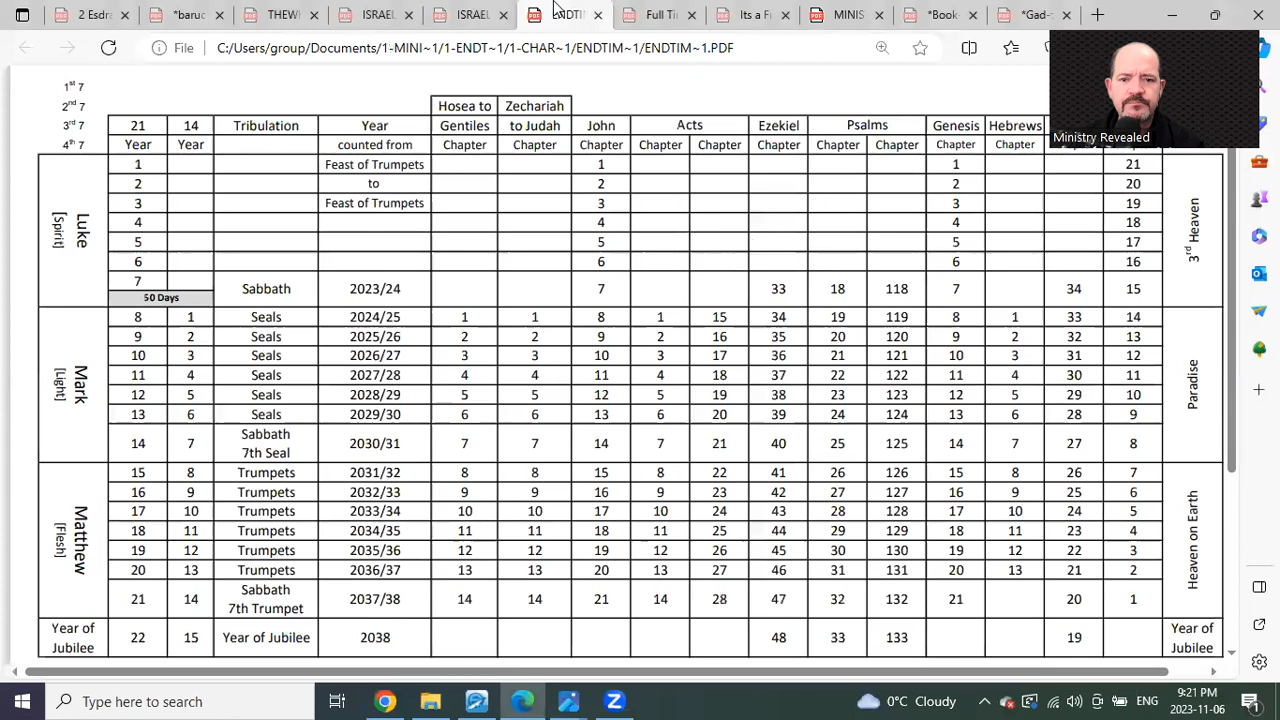 2 Esdra
*baruc
THEWH
ISRAEL
ISRAEL
ENDTIM
Full Tir
Its a Fr
MINIS
*Book-
*Gad-t
File C:/Users/group/Documents/1-MINI~1/1-ENDT~1/1-CHAR~1/ENDTIM~1/ENDTIM~1.PDF
Ministry Revealed
1st 7
2nd 7 Hosea to Zechariah
3rd 7 21 14 Tribulation Year Gentiles to Judah John Acts Ezekiel Psalms Genesis Hebrews
4th 7 Year Year counted from Chapter Chapter Chapter Chapter Chapter Chapter Chapter Chapter Chapter Chapter
Luke
[Spirit]
3rd Heaven
1 Feast of Trumpets 1 1 21
2 to 2 2 20
3 Feast of Trumpets 3 3 19
4 4 4 18
5 5 5 17
6 6 6 16
7 Sabbath 2023/24 7 33 18 118 7 34 15
50 Days
Mark
[Light]
Paradise
8 1 Seals 2024/25 1 1 8 1 15 34 19 119 8 1 33 14
9 2 Seals 2025/26 2 2 9 2 16 35 20 120 9 2 32 13
10 3 Seals 2026/27 3 3 10 3 17 36 21 121 10 3 31 12
11 4 Seals 2027/28 4 4 11 4 18 37 22 122 11 4 30 11
12 5 Seals 2028/29 5 5 12 5 19 38 23 123 12 5 29 10
13 6 Seals 2029/30 6 6 13 6 20 39 24 124 13 6 28 9
14 7 Sabbath 2030/31 7 7 14 7 21 40 25 125 14 7 27 8
7th Seal
Matthew
[Flesh]
Heaven on Earth
15 8 Trumpets 2031/32 8 8 15 8 22 41 26 126 15 8 26 7
16 9 Trumpets 2032/33 9 9 16 9 23 42 27 127 16 9 25 6
17 10 Trumpets 2033/34 10 10 17 10 24 43 28 128 17 10 24 5
18 11 Trumpets 2034/35 11 11 18 11 25 44 29 129 18 11 23 4
19 12 Trumpets 2035/36 12 12 19 12 26 45 30 130 19 12 22 3
20 13 Trumpets 2036/37 13 13 20 13 27 46 31 131 20 13 21 2
21 14 Sabbath 2037/38 14 14 21 14 28 47 32 132 21 20 1
7th Trumpet
Year of Year of
Jubilee 22 15 Year of Jubilee 2038 48 33 133 19 Jubilee
Type here to search
0°C Cloudy
ENG
9:21 PM
2023-11-06